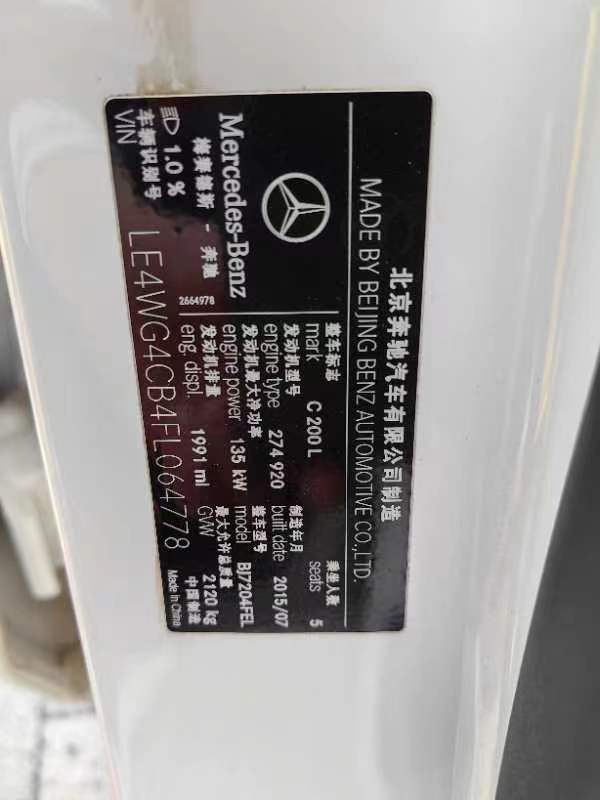 北京奔驰汽车有限公司制造
MADE BY BEIJING BENZ AUTOMOTIVE CO.,LTD.
Mercedes-Benz
梅赛德斯 - 奔驰
2664978
整车标志
mark C 200 L
乘坐人数
seats 5
发动机型号
engine type 274 920
制造年月
built date 2015/07
发动机最大净功率
engine power 135 kW
整车型号
model BJ7204FEL
发动机排量
eng. displ. 1991 ml
最大允许总质量
GVW 2120 kg
1.0 %
车辆识别号
VIN LE4WG4CB4FL064778
中国制造
Made in China